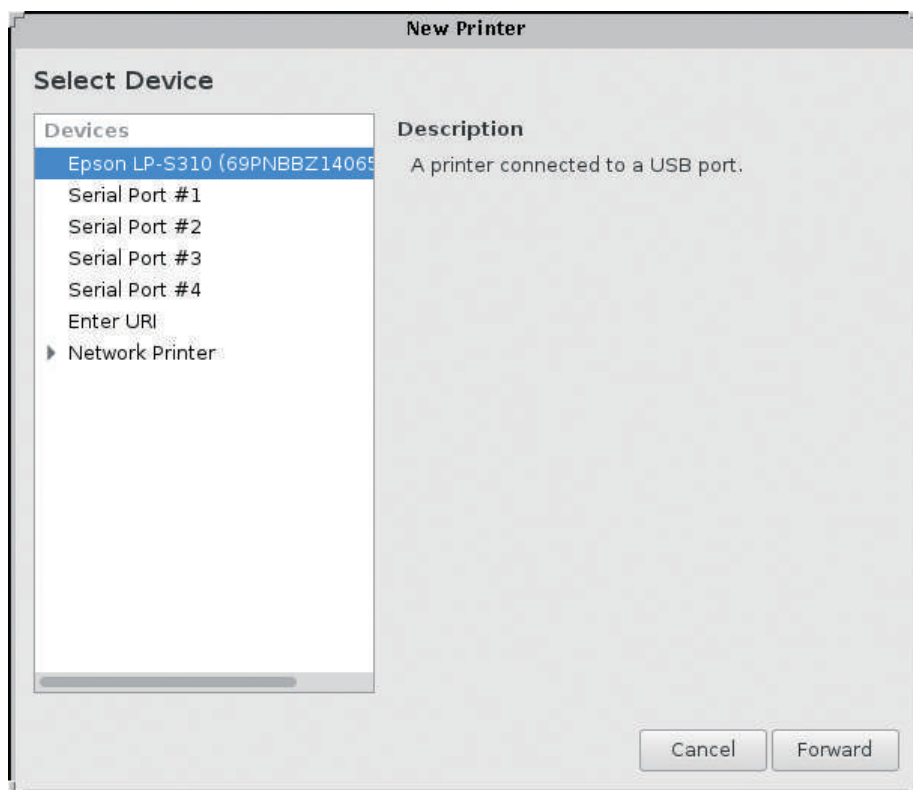 New Printer
Select Device
Devices
Epson LP-S310 (69PNBBZ14065
Serial Port #1
Serial Port #2
Serial Port #3
Serial Port #4
Enter URI
Network Printer
Description
A printer connected to a USB port.
Cancel
Forward